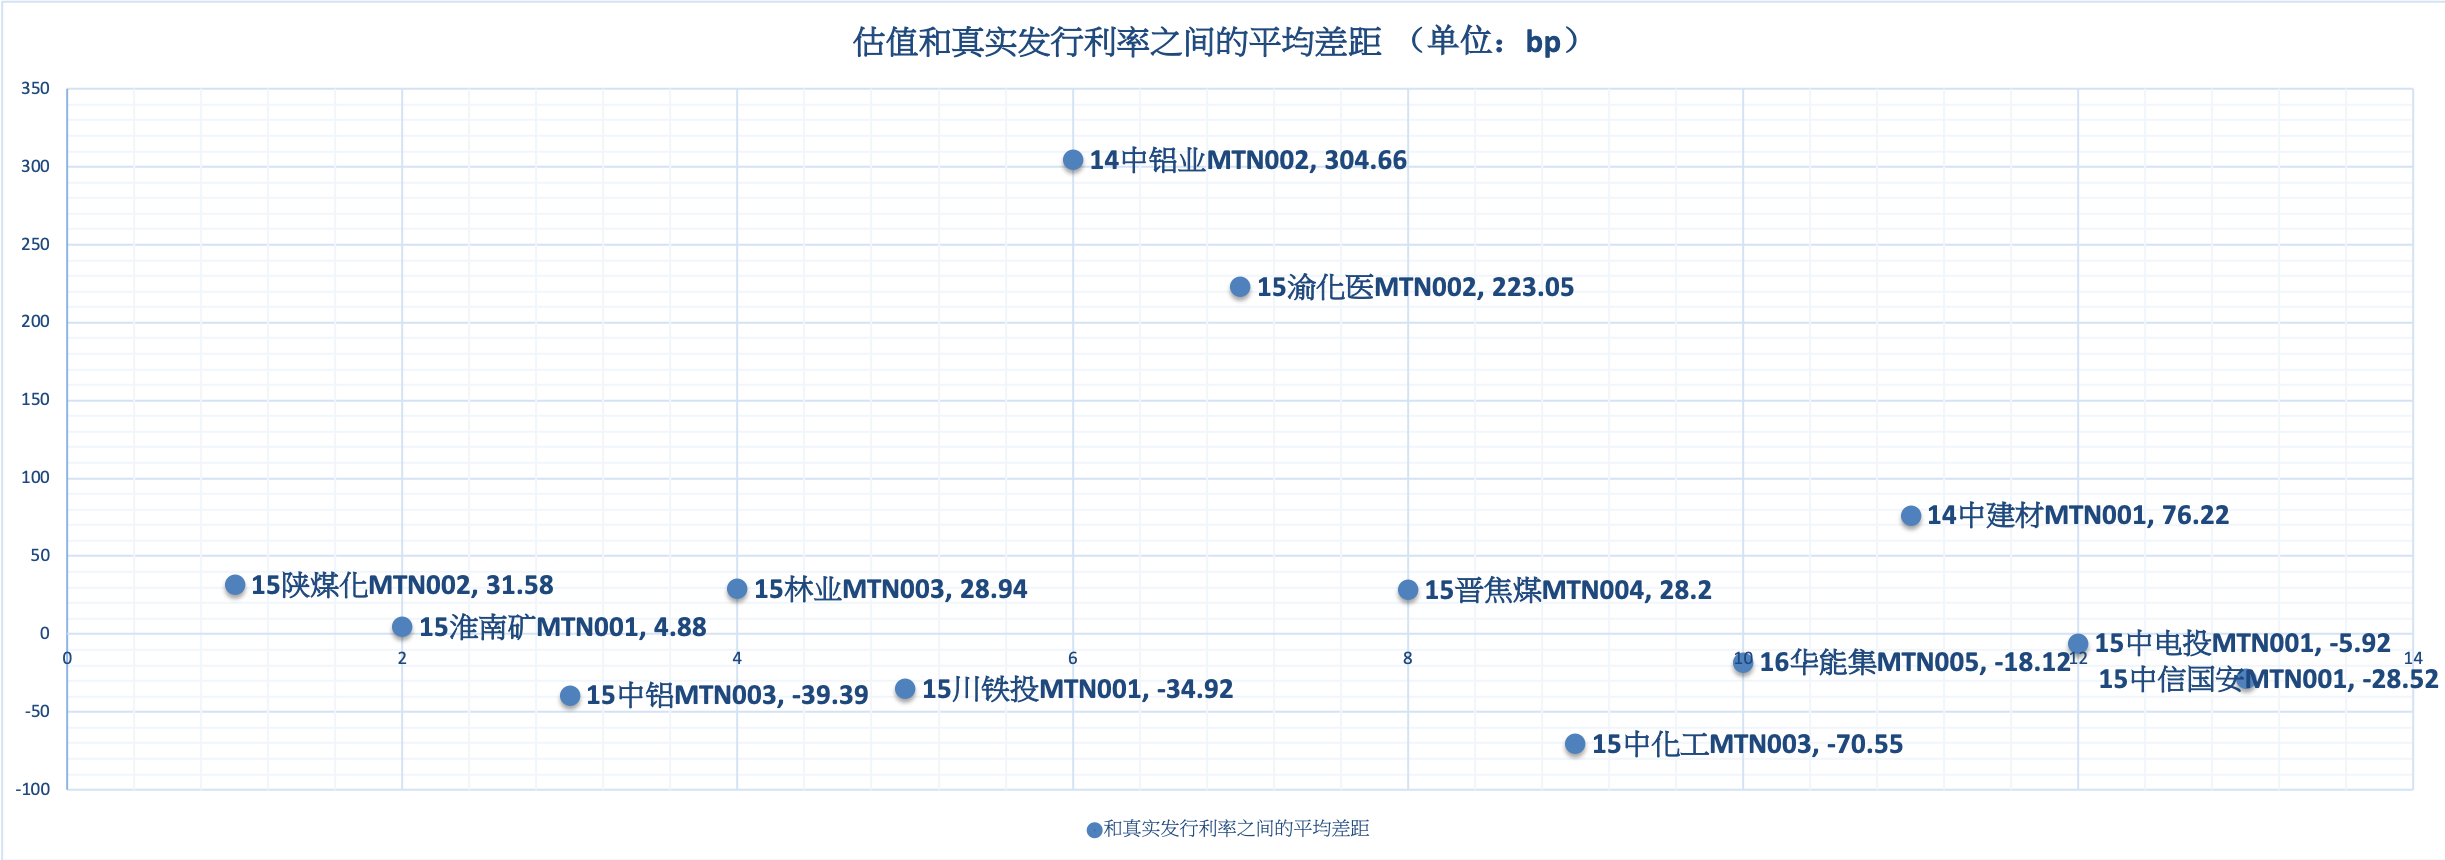 估值和真实发行利率之间的平均差距 （单位：bp）
350
300
250
200
150
100
50
0
-50
-100
14中铝业MTN002, 304.66
15渝化医MTN002, 223.05
14中建材MTN001, 76.22
15陕煤化MTN002, 31.58
15林业MTN003, 28.94
15晋焦煤MTN004, 28.2
15淮南矿MTN001, 4.88
15中电投MTN001, -5.92
0 2 4 6 8 10 12 14
16华能集MTN005, -18.12
15中信国安MTN001, -28.52
15中铝MTN003, -39.39
15川铁投MTN001, -34.92
15中化工MTN003, -70.55
和真实发行利率之间的平均差距